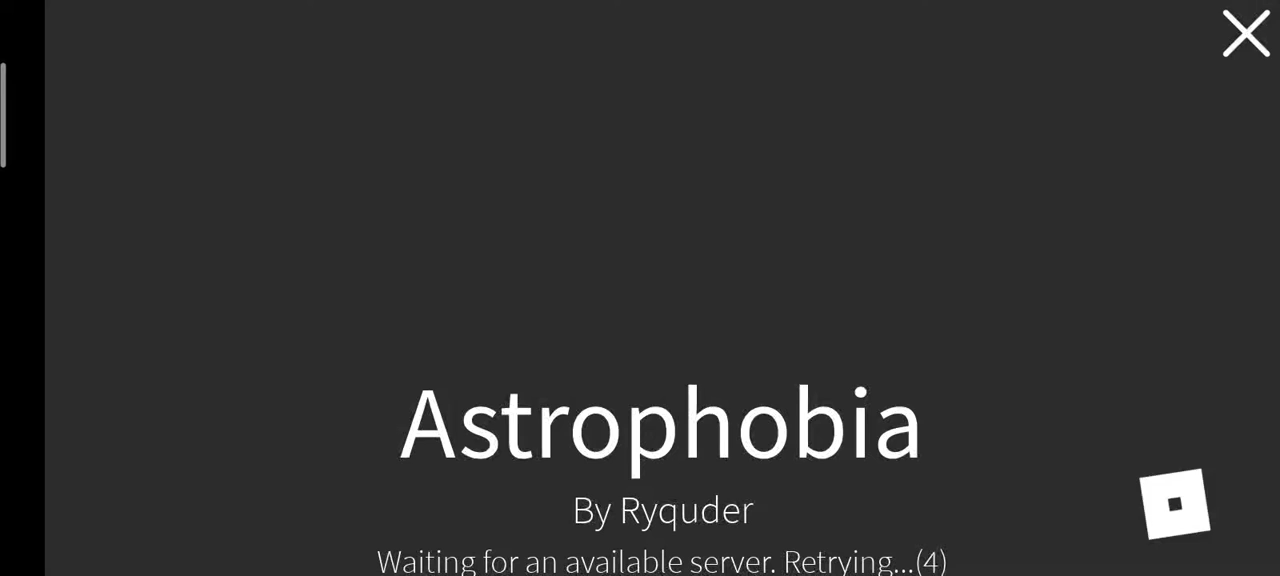 Astrophobia
By Ryquder
Waiting for an available server. Retrying...(4)